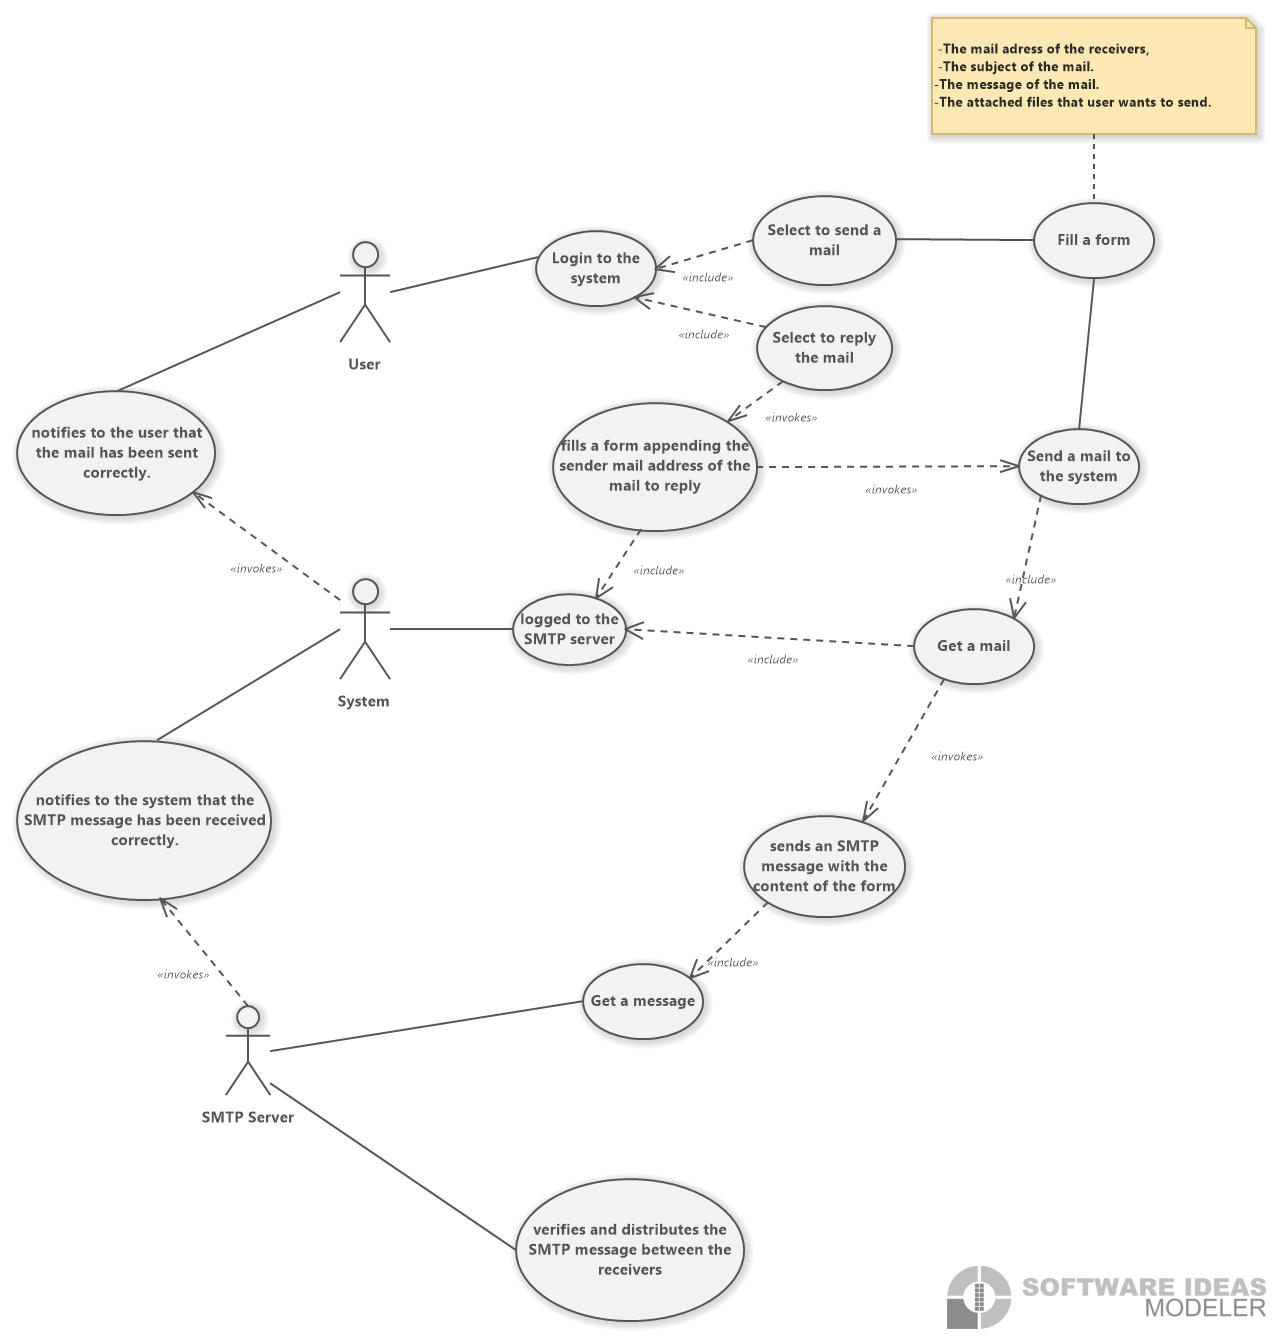 -The mail adress of the receivers,
-The subject of the mail.
-The message of the mail.
-The attached files that user wants to send.
Select to send a
mail
Fill a form
Login to the
system
«include»
«include»
Select to reply
the mail
User
«invokes»
notifies to the user that
the mail has been sent
correctly.
fills a form appending the
sender mail address of the
mail to reply
«invokes»
Send a mail to
the system
«invokes»
«include»
«include»
logged to the
SMTP server
«include»
Get a mail
System
«invokes»
notifies to the system that the
SMTP message has been received
correctly.
sends an SMTP
message with the
content of the form
«invokes»
«include»
Get a message
SMTP Server
verifies and distributes the
SMTP message between the
receivers
SOFTWARE IDEAS
MODELER